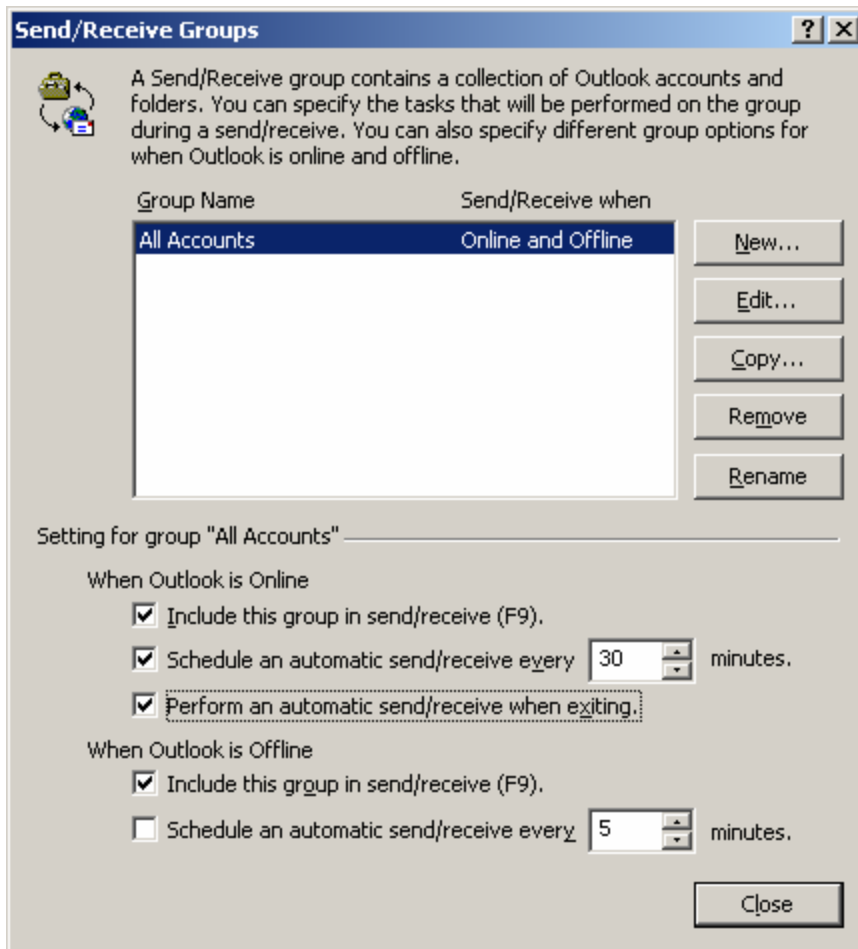 Send/Receive Groups
A Send/Receive group contains a collection of Outlook accounts and
folders. You can specify the tasks that will be performed on the group
during a send/receive. You can also specify different group options for
when Outlook is online and offline.
Group Name Send/Receive when
All Accounts Online and Offline
New...
Edit...
Copy...
Remove
Rename
Setting for group "All Accounts"
When Outlook is Online
Include this group in send/receive (F9).
Schedule an automatic send/receive every 30 minutes.
Perform an automatic send/receive when exiting.
When Outlook is Offline
Include this group in send/receive (F9).
Schedule an automatic send/receive every 5 minutes.
Close